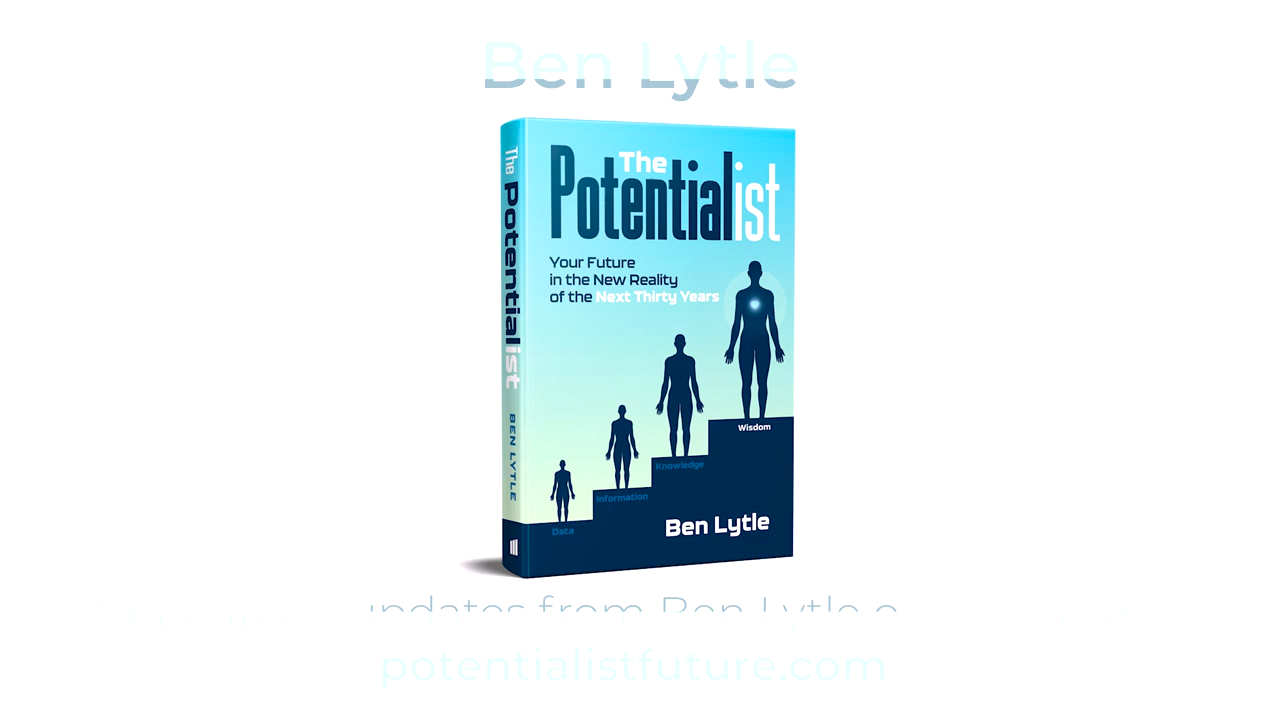 Ben Lytle
The
Potentialist
Your Future
in the New Reality
of the Next Thirty Years
Wisdom
Knowledge
Information
Data
Ben Lytle
The Potentialist
BEN LYTLE
updates from Ben Lytle
potentialistfuture.com